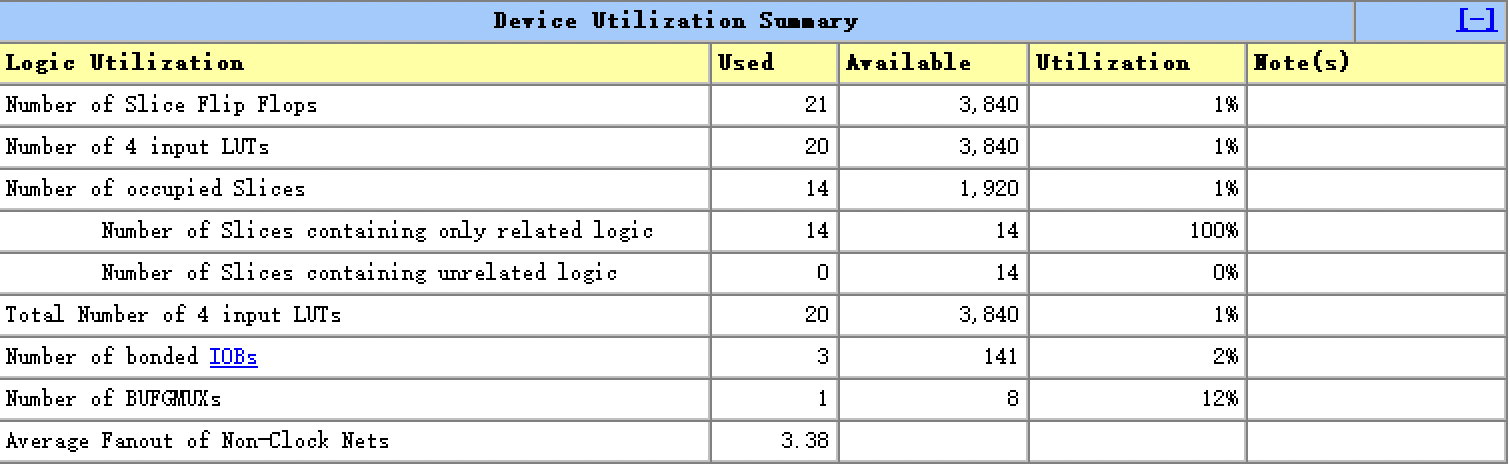 Device Utilization Summary [-]
Logic Utilization Used Available Utilization Note(s)
Number of Slice Flip Flops 21 3,840 1%
Number of 4 input LUTs 20 3,840 1%
Number of occupied Slices 14 1,920 1%
Number of Slices containing only related logic 14 14 100%
Number of Slices containing unrelated logic 0 14 0%
Total Number of 4 input LUTs 20 3,840 1%
Number of bonded IOBs 3 141 2%
Number of BUFGMUXs 1 8 12%
Average Fanout of Non-Clock Nets 3.38